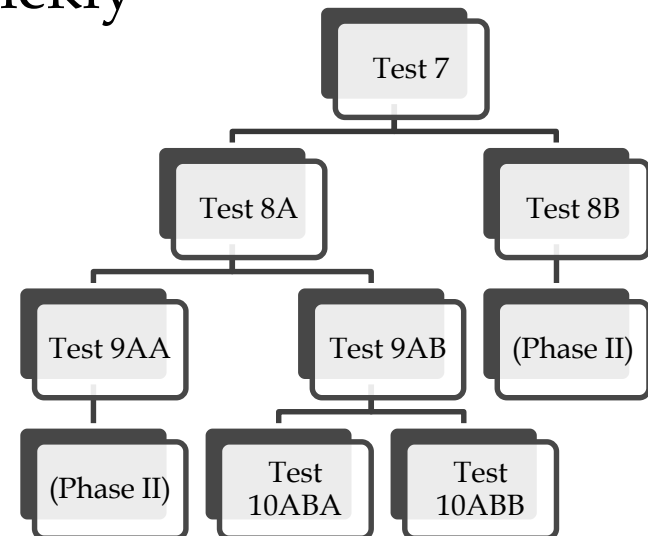 Test 7
Test 8A
Test 8B
Test 9AA
Test 9AB
(Phase II)
(Phase II)
Test
10ABA
Test
10ABB